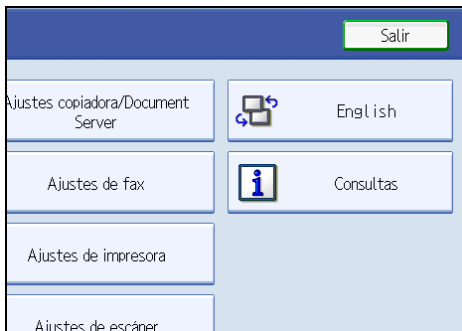 Salir
Ajustes copiadora/Document
Server
English
Ajustes de fax
Consultas
Ajustes de impresora
Ajustes de escáner